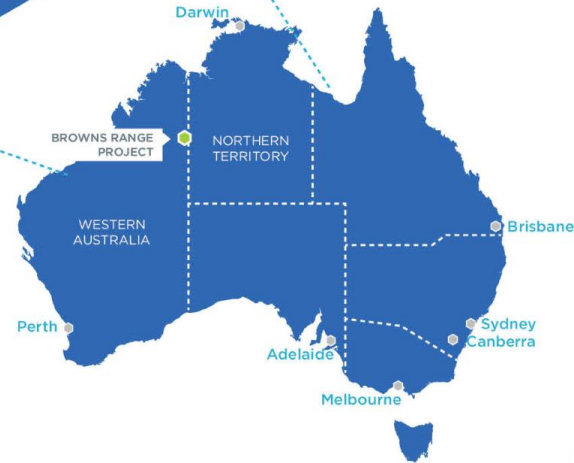 Darwin
BROWNS RANGE
PROJECT
NORTHERN
TERRITORY
WESTERN
AUSTRALIA
Brisbane
Perth
Sydney
Canberra
Adelaide
Melbourne